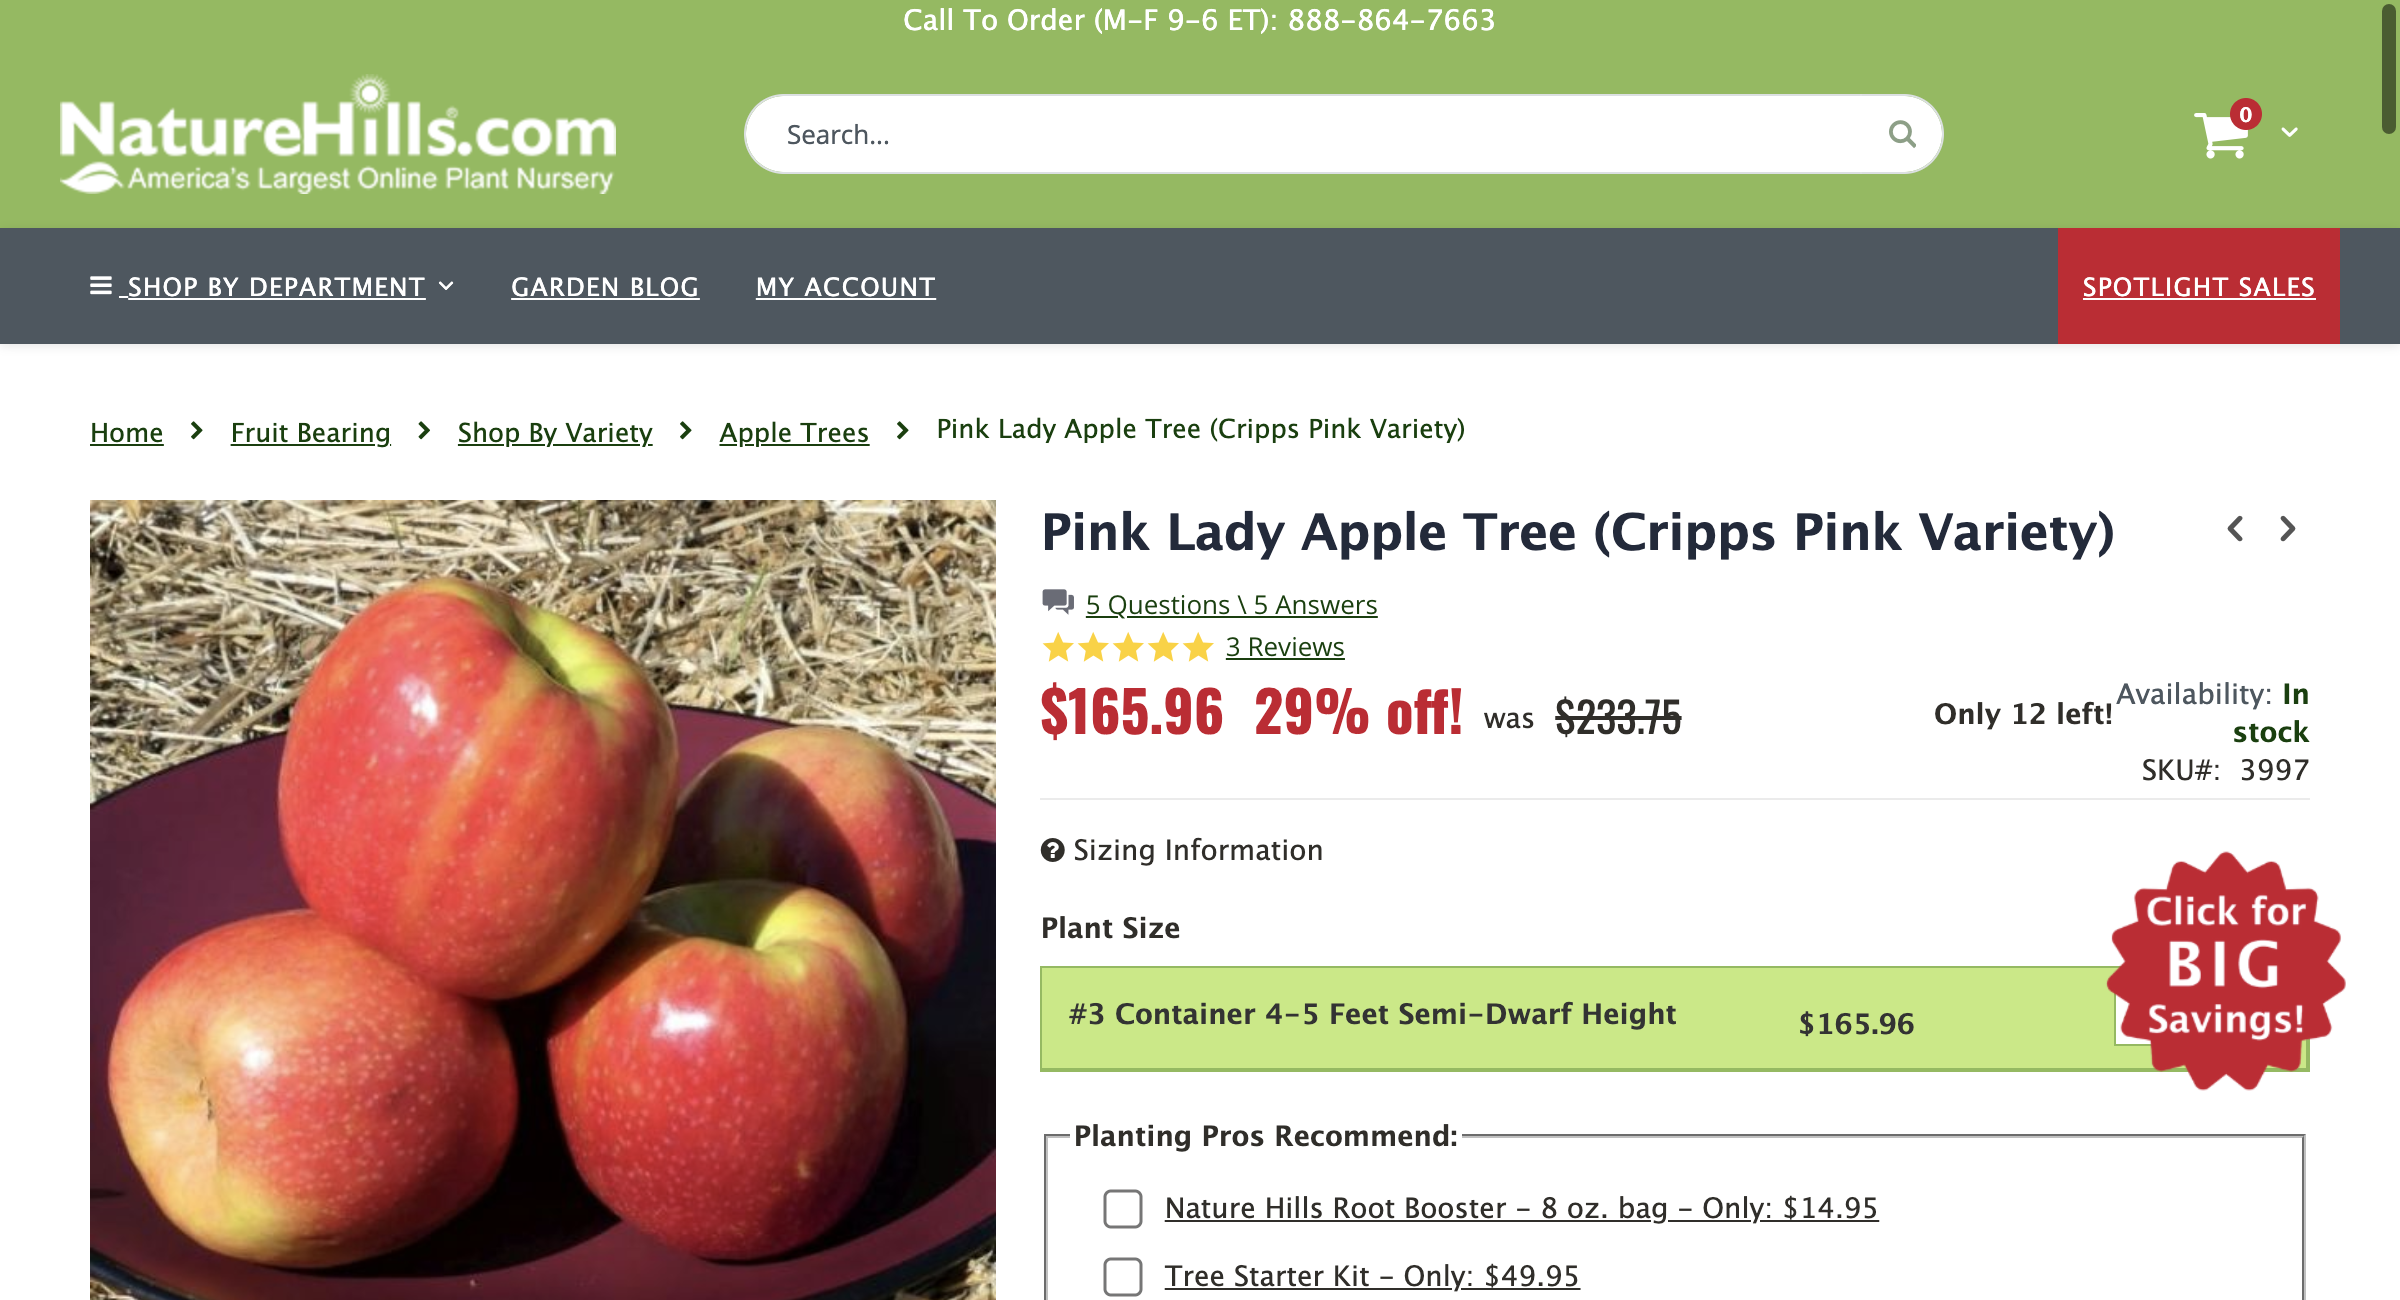 Call To Order (M-F 9-6 ET): 888-864-7663
NatureHills.com
America's Largest Online Plant Nursery
Search...
0
SHOP BY DEPARTMENT
GARDEN BLOG
MY ACCOUNT
SPOTLIGHT SALES
Home
Fruit Bearing
Shop By Variety
Apple Trees
Pink Lady Apple Tree (Cripps Pink Variety)
Pink Lady Apple Tree (Cripps Pink Variety)
5 Questions \ 5 Answers
3 Reviews
$165.96 29% off! was $233.75
Only 12 left!
Availability: In
stock
SKU#: 3997
Sizing Information
Plant Size
#3 Container 4-5 Feet Semi-Dwarf Height
$165.96
Click for
BIG
Savings!
Planting Pros Recommend:
Nature Hills Root Booster - 8 oz. bag - Only: $14.95
Tree Starter Kit - Only: $49.95